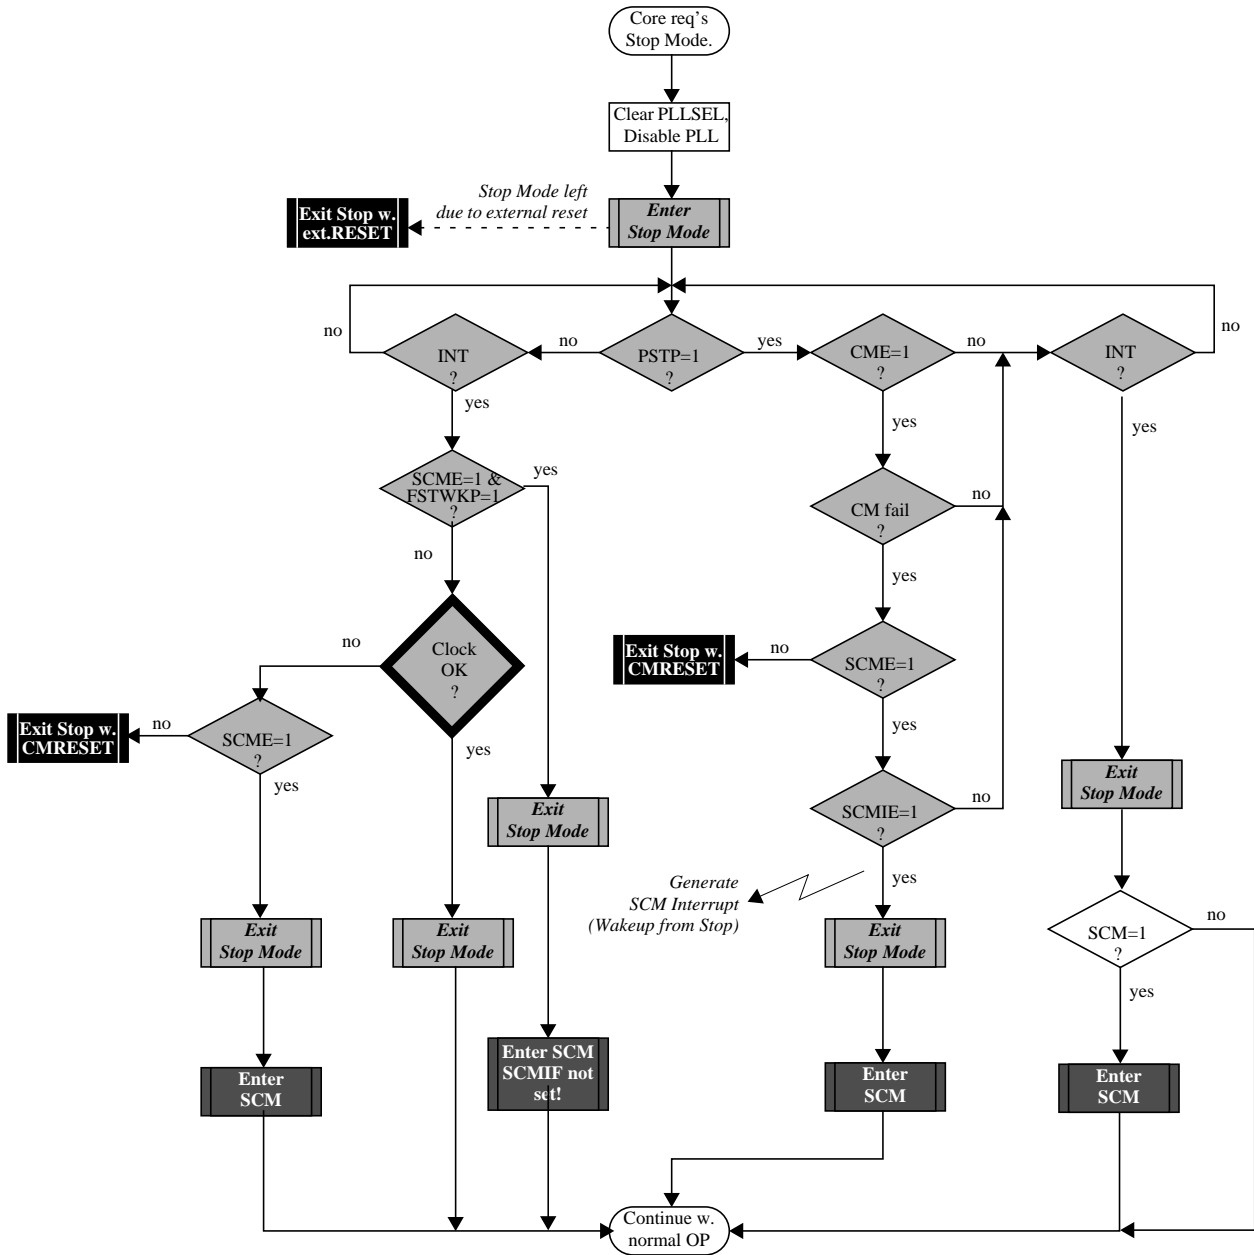 Core req's
Stop Mode.
Clear PLLSEL,
Disable PLL
Stop Mode left
due to external reset
Exit Stop w.
ext.RESET
Enter
Stop Mode
no
INT
?
no
PSTP=1
?
yes
CME=1
?
no
INT
?
no
yes
yes
yes
SCME=1 &
FSTWKP=1
?
yes
CM fail
?
no
no
yes
no
Clock
OK
?
Exit Stop w.
CMRESET
no
SCME=1
?
Exit Stop w.
CMRESET
no
SCME=1
?
yes
yes
yes
Exit
Stop Mode
Exit
Stop Mode
SCMIE=1
?
no
Generate
SCM Interrupt
(Wakeup from Stop)
yes
Exit
Stop Mode
Exit
Stop Mode
Exit
Stop Mode
SCM=1
?
no
yes
Enter SCM
SCMIF not
set!
Enter
SCM
Enter
SCM
Enter
SCM
Continue w.
normal OP